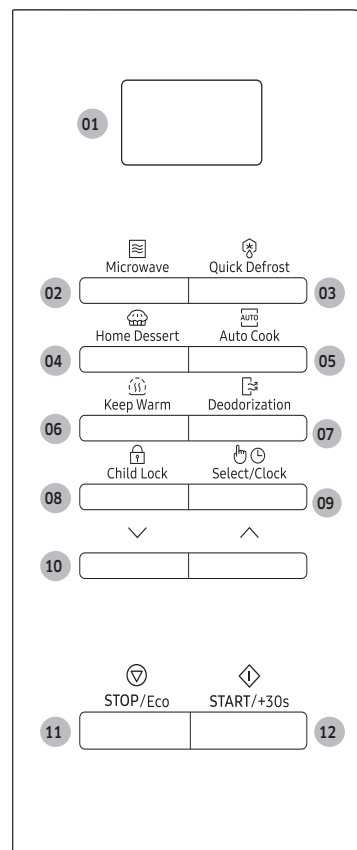 01
Microwave Quick Defrost
02 03
Home Dessert AUTO Auto Cook
04 05
Keep Warm Deodorization
06 07
Child Lock Select/Clock
08 09
10
STOP/Eco START/+30s
11 12